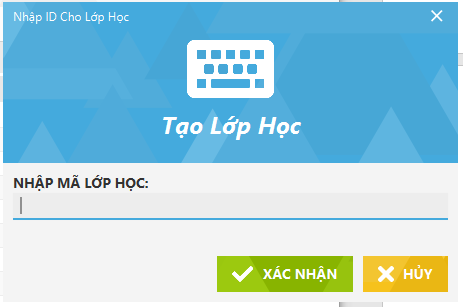 Nhập ID Cho Lớp Học
Tạo Lớp Học
NHẬP MÃ LỚP HỌC:
XÁC NHẬN
HỦY